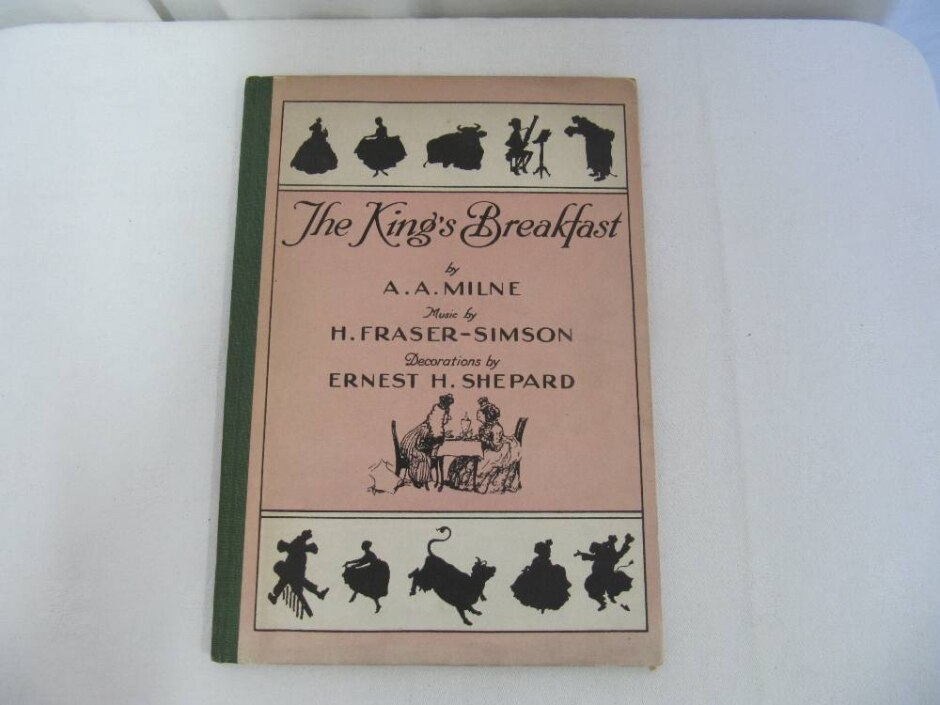 The King's Breakfast
by
A. A. MILNE
Music by
H. FRASER-SIMSON
Decorations by
ERNEST H. SHEPARD